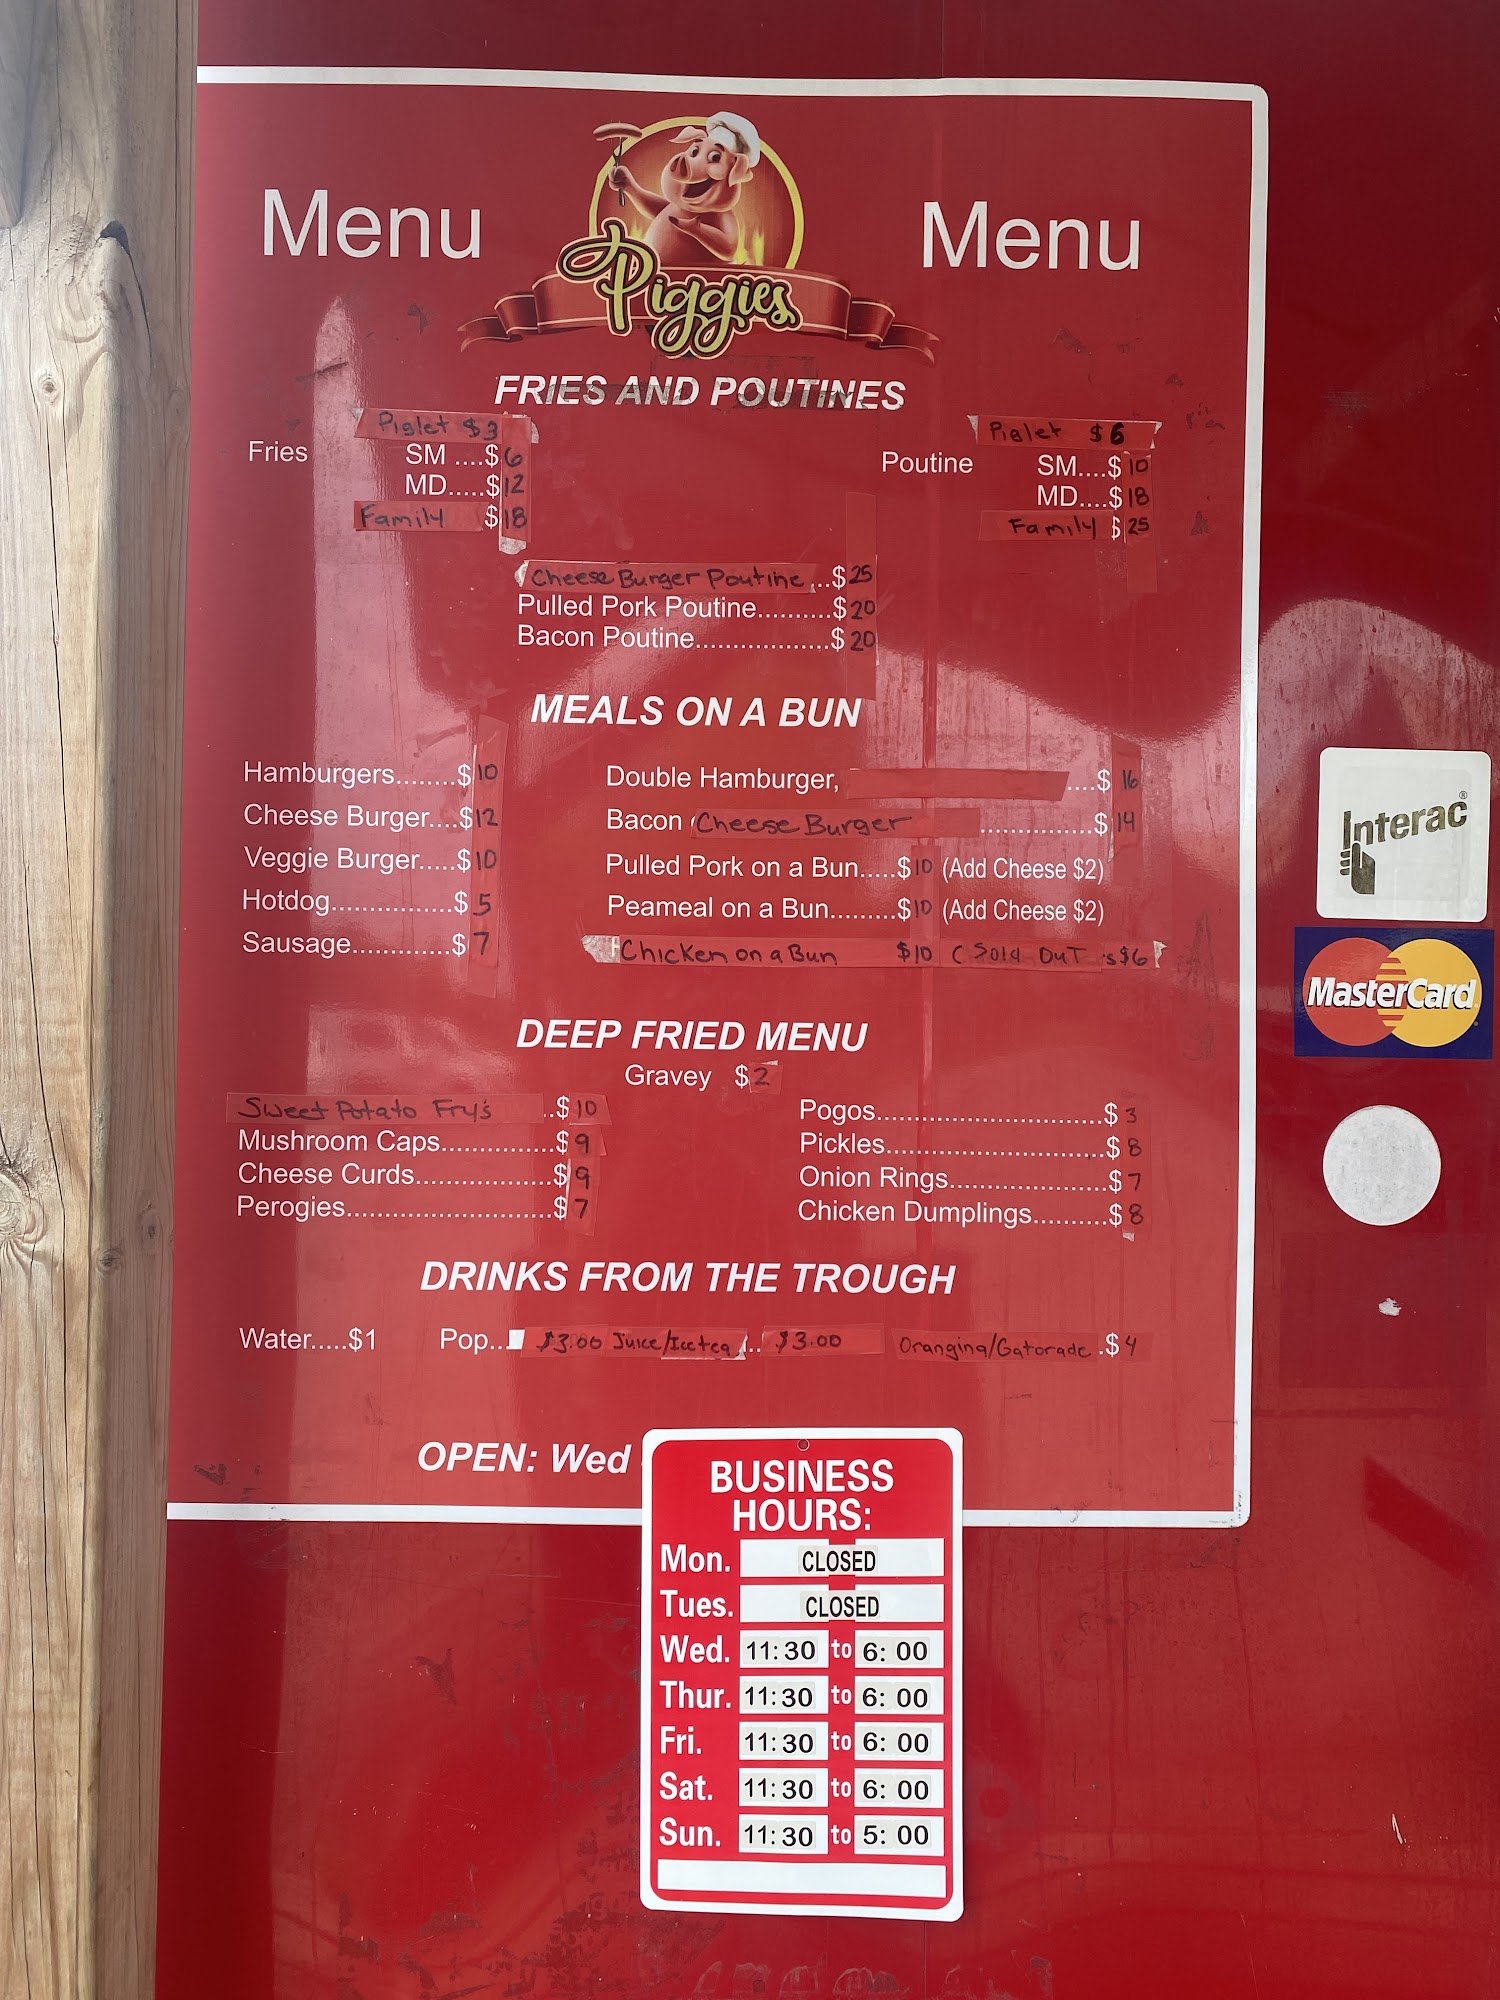 Menu
Piggies
Menu
FRIES AND POUTINES
Piglet $3
Fries SM ....$6
MD.....$12
Family $18
Piglet $6
Poutine SM....$10
MD....$18
Family $25
Cheese Burger Poutine...$25
Pulled Pork Poutine..........$20
Bacon Poutine..................$20
MEALS ON A BUN
Hamburgers........$10
Cheese Burger....$12
Veggie Burger.....$10
Hotdog................$5
Sausage.............$7
Double Hamburger, ....$16
Bacon Cheese Burger ...............$14
Pulled Pork on a Bun.....$10 (Add Cheese $2)
Peameal on a Bun.........$10 (Add Cheese $2)
Chicken on a Bun $10 (Sold OuT $6
DEEP FRIED MENU
Gravey $2
Sweet Potato Fry's ..$10
Mushroom Caps...............$9
Cheese Curds..................$9
Perogies...........................$7
Pogos..............................$3
Pickles.............................$8
Onion Rings.....................$7
Chicken Dumplings..........$8
DRINKS FROM THE TROUGH
Water.....$1 Pop... $3.00 Juice/Icetea .. $3.00 Orangina/Gatorade .$4
OPEN: Wed
BUSINESS
HOURS:
Mon. CLOSED
Tues. CLOSED
Wed. 11:30 to 6:00
Thur. 11:30 to 6:00
Fri. 11:30 to 6:00
Sat. 11:30 to 6:00
Sun. 11:30 to 5:00
Interac®
MasterCard